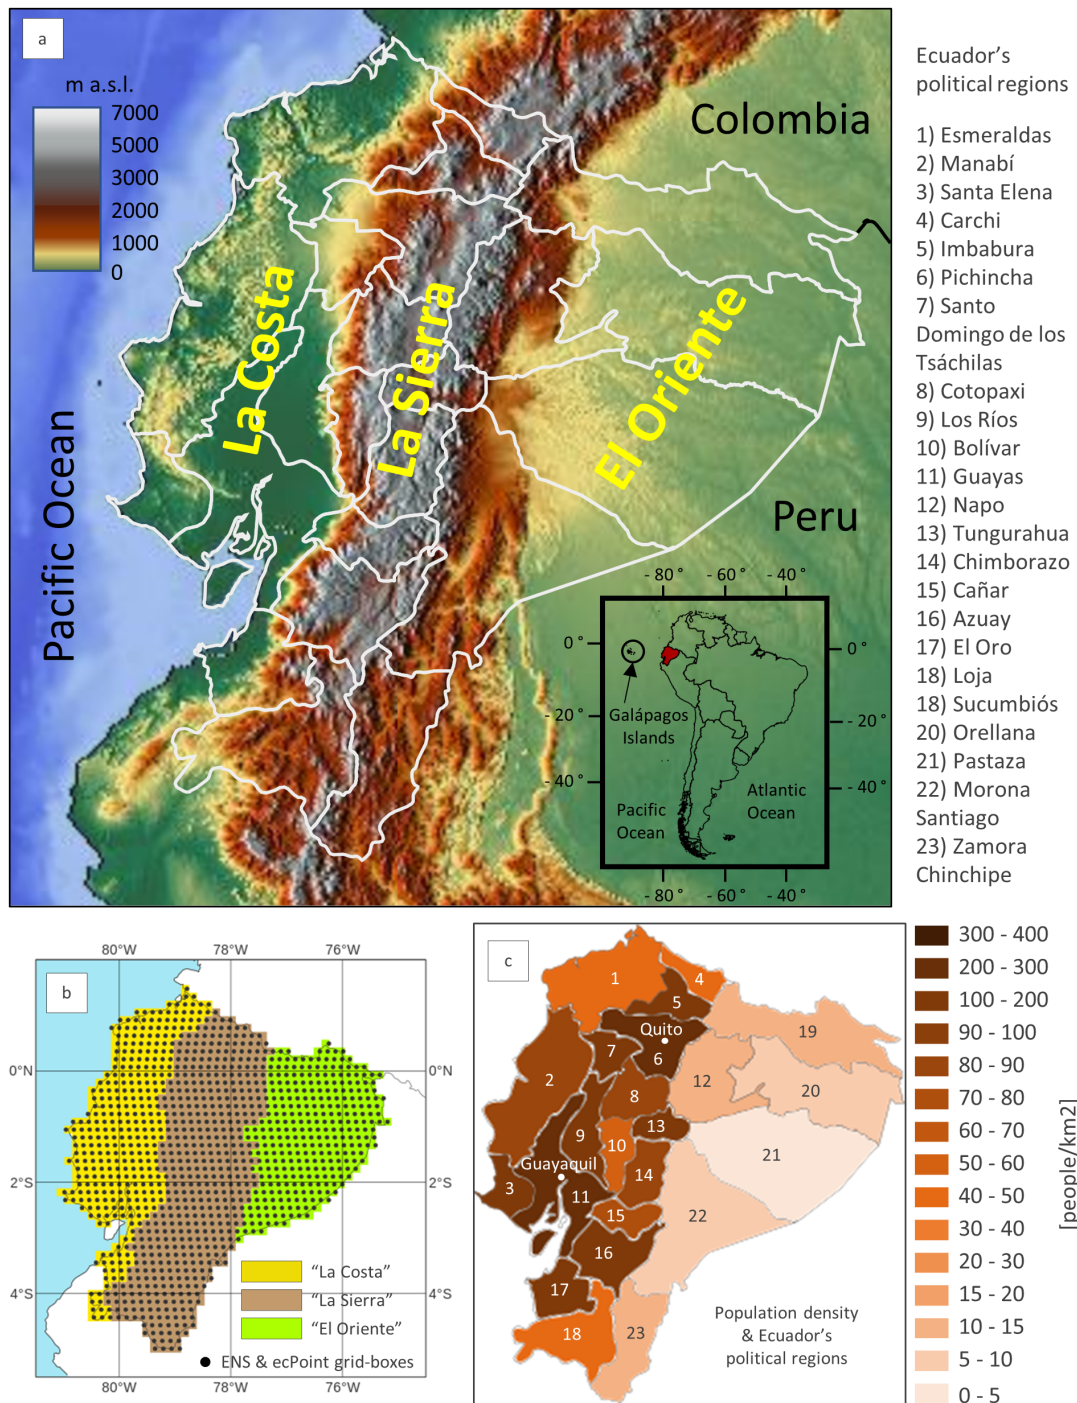 a
m a.s.l.
7000
5000
3000
2000
1000
0
Colombia
La Costa
La Sierra
El Oriente
Pacific Ocean
Peru
- 80 ° - 60 ° - 40 °
0 °
- 20 °
- 40 °
- 0 °
- 20 °
- 40 °
Galápagos
Islands
Pacific
Ocean
Atlantic
Ocean
- 80 ° - 60 ° - 40 °
Ecuador's
political regions
1) Esmeraldas
2) Manabí
3) Santa Elena
4) Carchi
5) Imbabura
6) Pichincha
7) Santo
Domingo de los
Tsáchilas
8) Cotopaxi
9) Los Ríos
10) Bolívar
11) Guayas
12) Napo
13) Tungurahua
14) Chimborazo
15) Cañar
16) Azuay
17) El Oro
18) Loja
18) Sucumbiós
20) Orellana
21) Pastaza
22) Morona
Santiago
23) Zamora
Chinchipe
b
80°W 78°W 76°W
0°N
2°S
4°S
0°N
2°S
4°S
80°W 78°W 76°W
"La Costa"
"La Sierra"
"El Oriente"
ENS & ecPoint grid-boxes
c
1
4
5
Quito
6
7
19
2
8
12
20
13
9
10
21
Guayaquil
14
3
11
15
22
16
17
18
23
Population density
& Ecuador's
political regions
300 - 400
200 - 300
100 - 200
90 - 100
80 - 90
70 - 80
60 - 70
50 - 60
40 - 50
30 - 40
20 - 30
15 - 20
10 - 15
5 - 10
0 - 5
[people/km2]